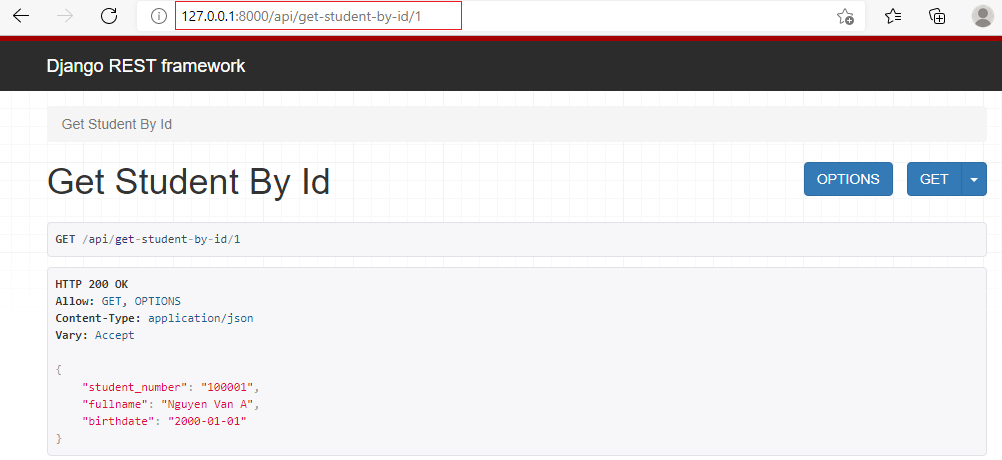 127.0.0.1:8000/api/get-student-by-id/1
Django REST framework
Get Student By Id
Get Student By Id
OPTIONS
GET
GET /api/get-student-by-id/1
HTTP 200 OK
Allow: GET, OPTIONS
Content-Type: application/json
Vary: Accept
{
"student_number": "100001",
"fullname": "Nguyen Van A",
"birthdate": "2000-01-01"
}